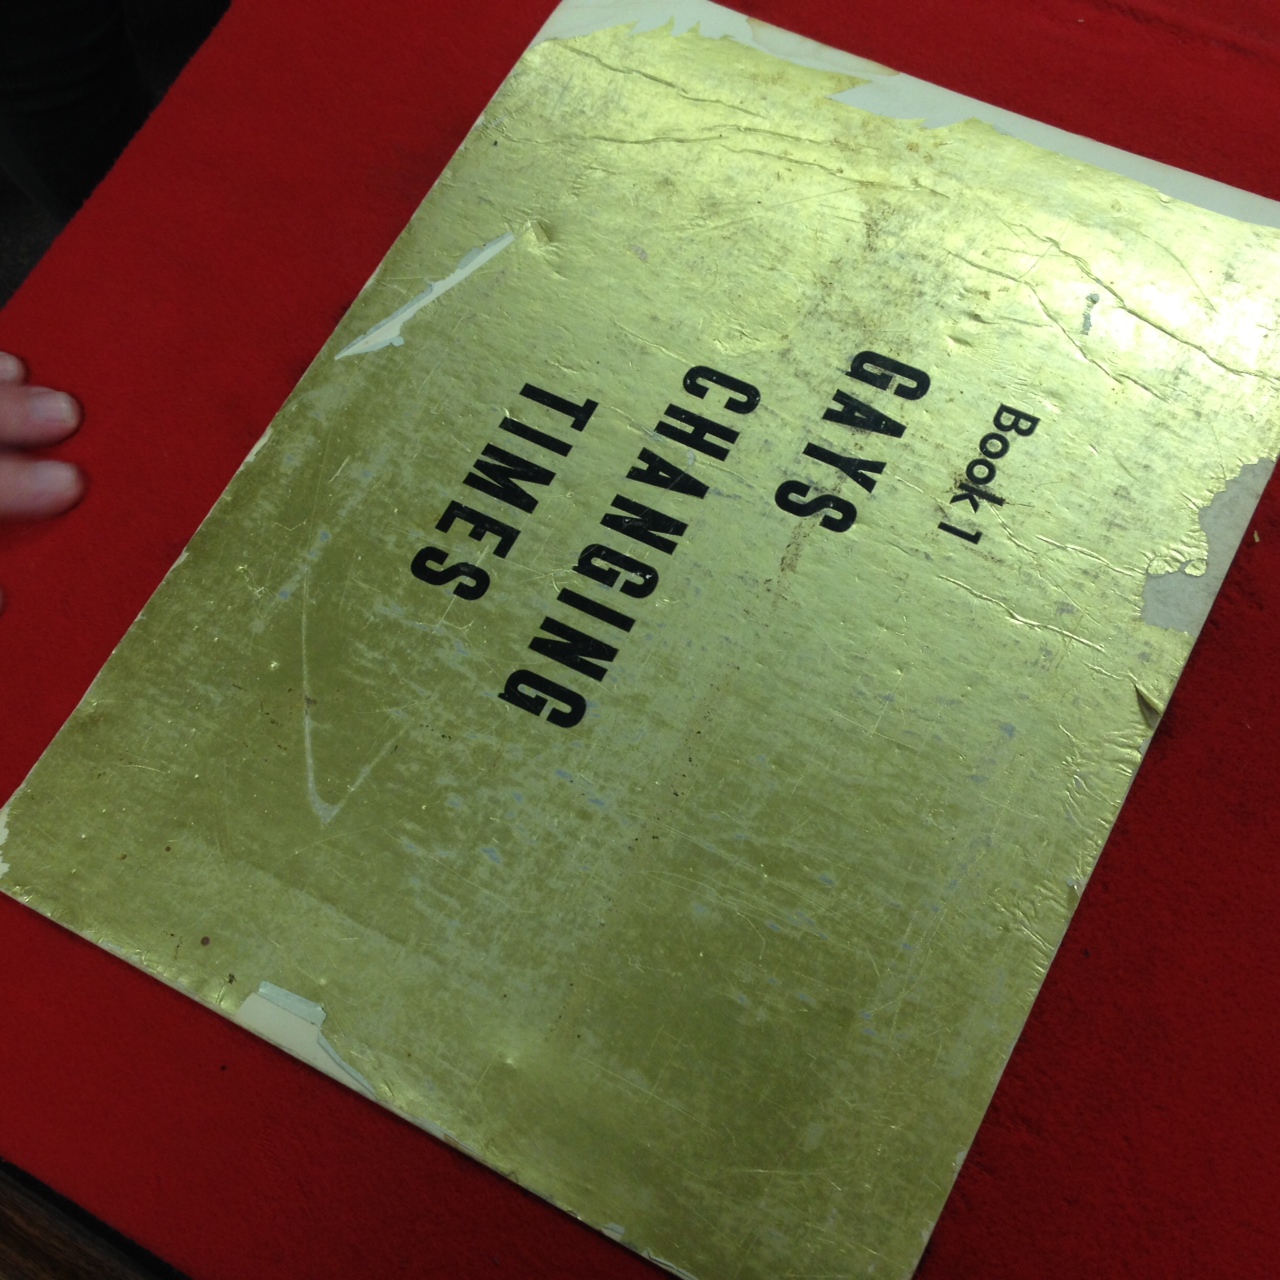 Book 1
GAYS
CHANGING
TIMES